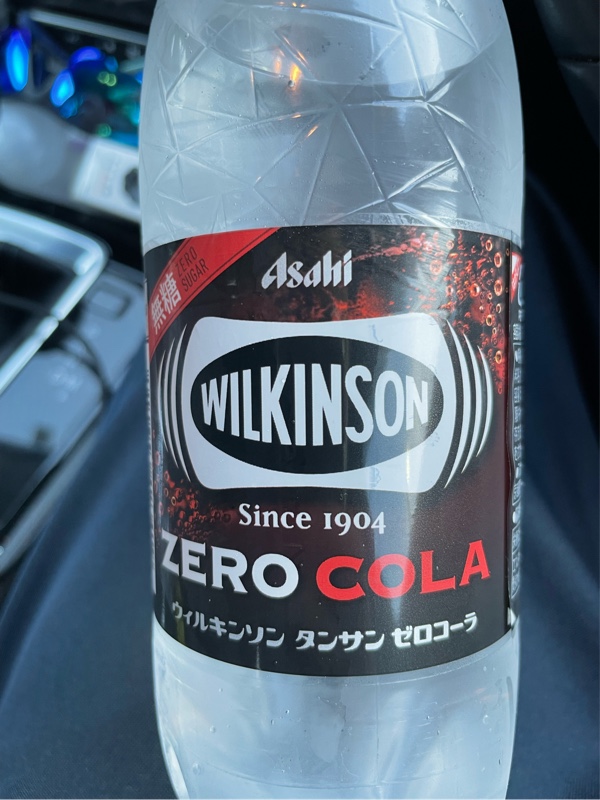 無糖
ZERO
SUGAR
Asahi
WILKINSON
Since 1904
ZERO COLA
ウィルキンソン タンサン ゼロコーラ